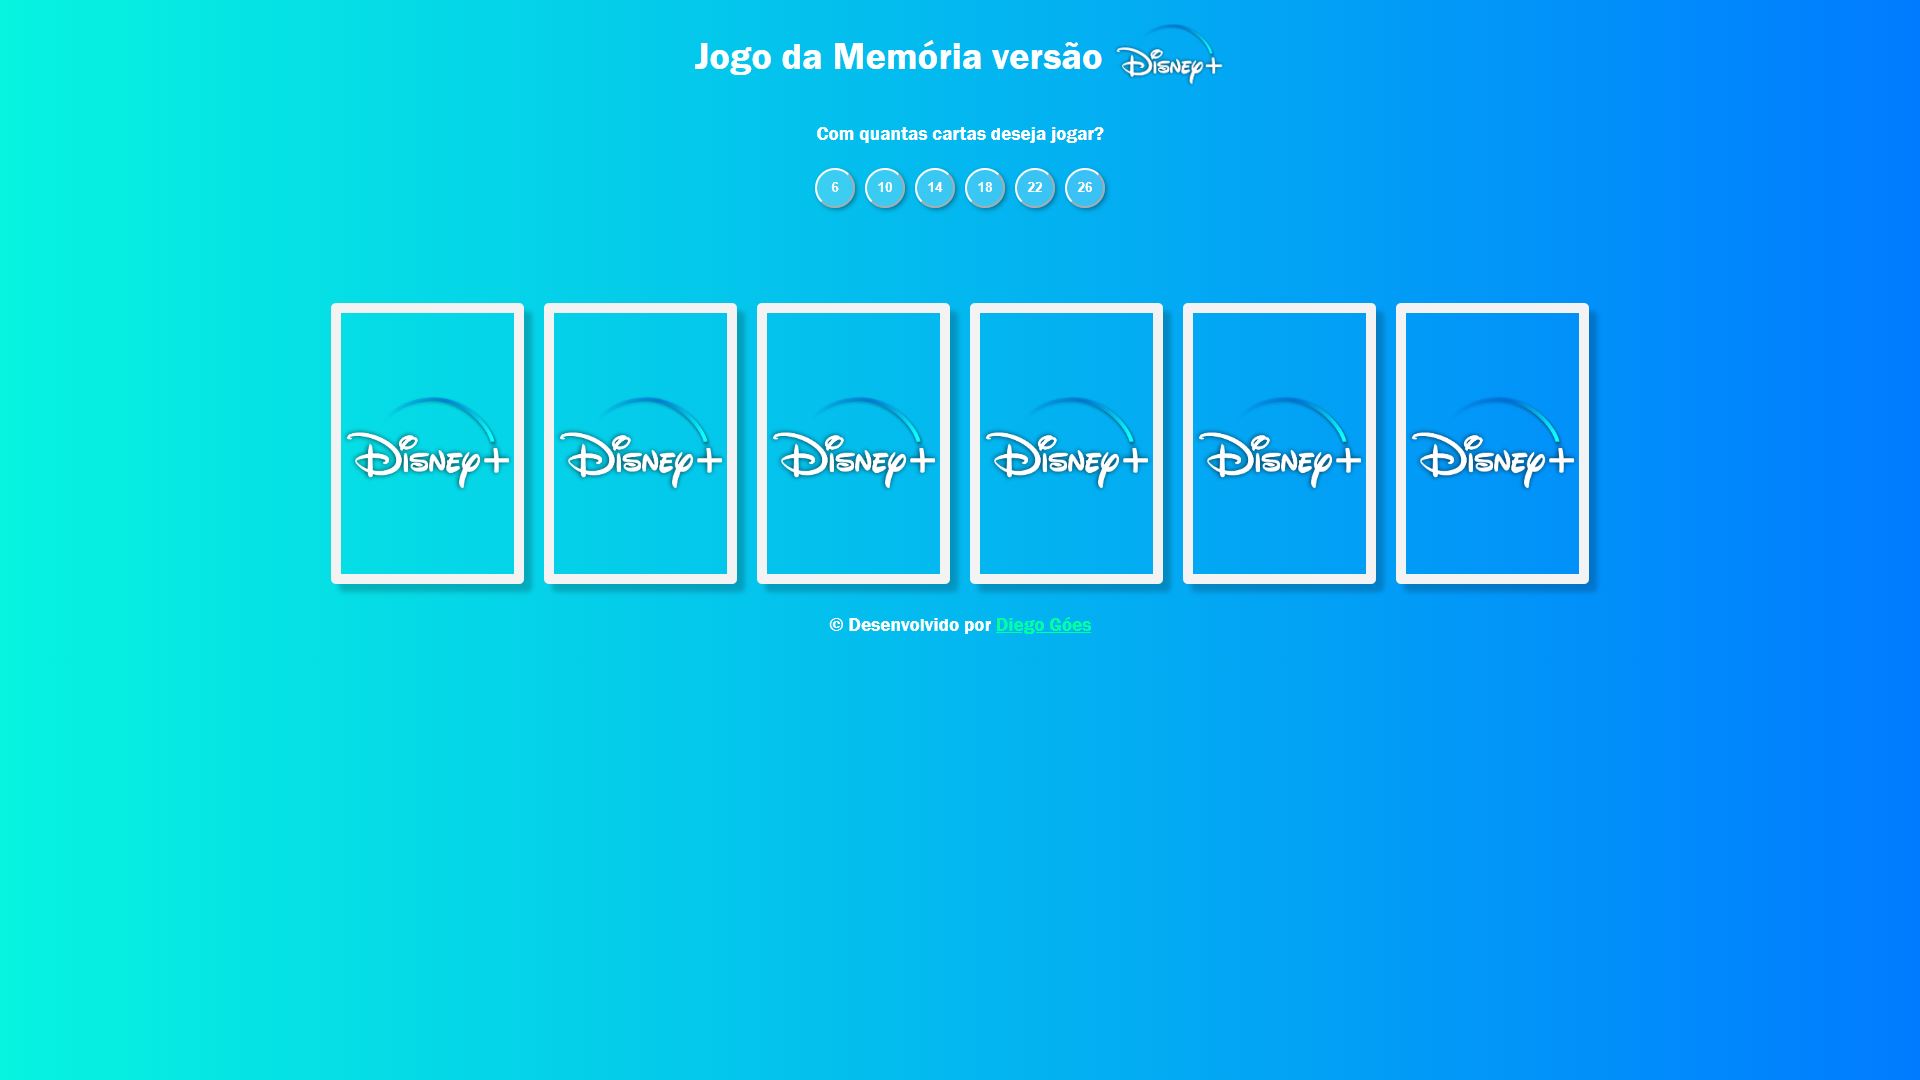 Jogo da Memória versão Disney+
Com quantas cartas deseja jogar?
6 10 14 18 22 26
Disney+ Disney+ Disney+ Disney+ Disney+ Disney+
© Desenvolvido por Diego Góes